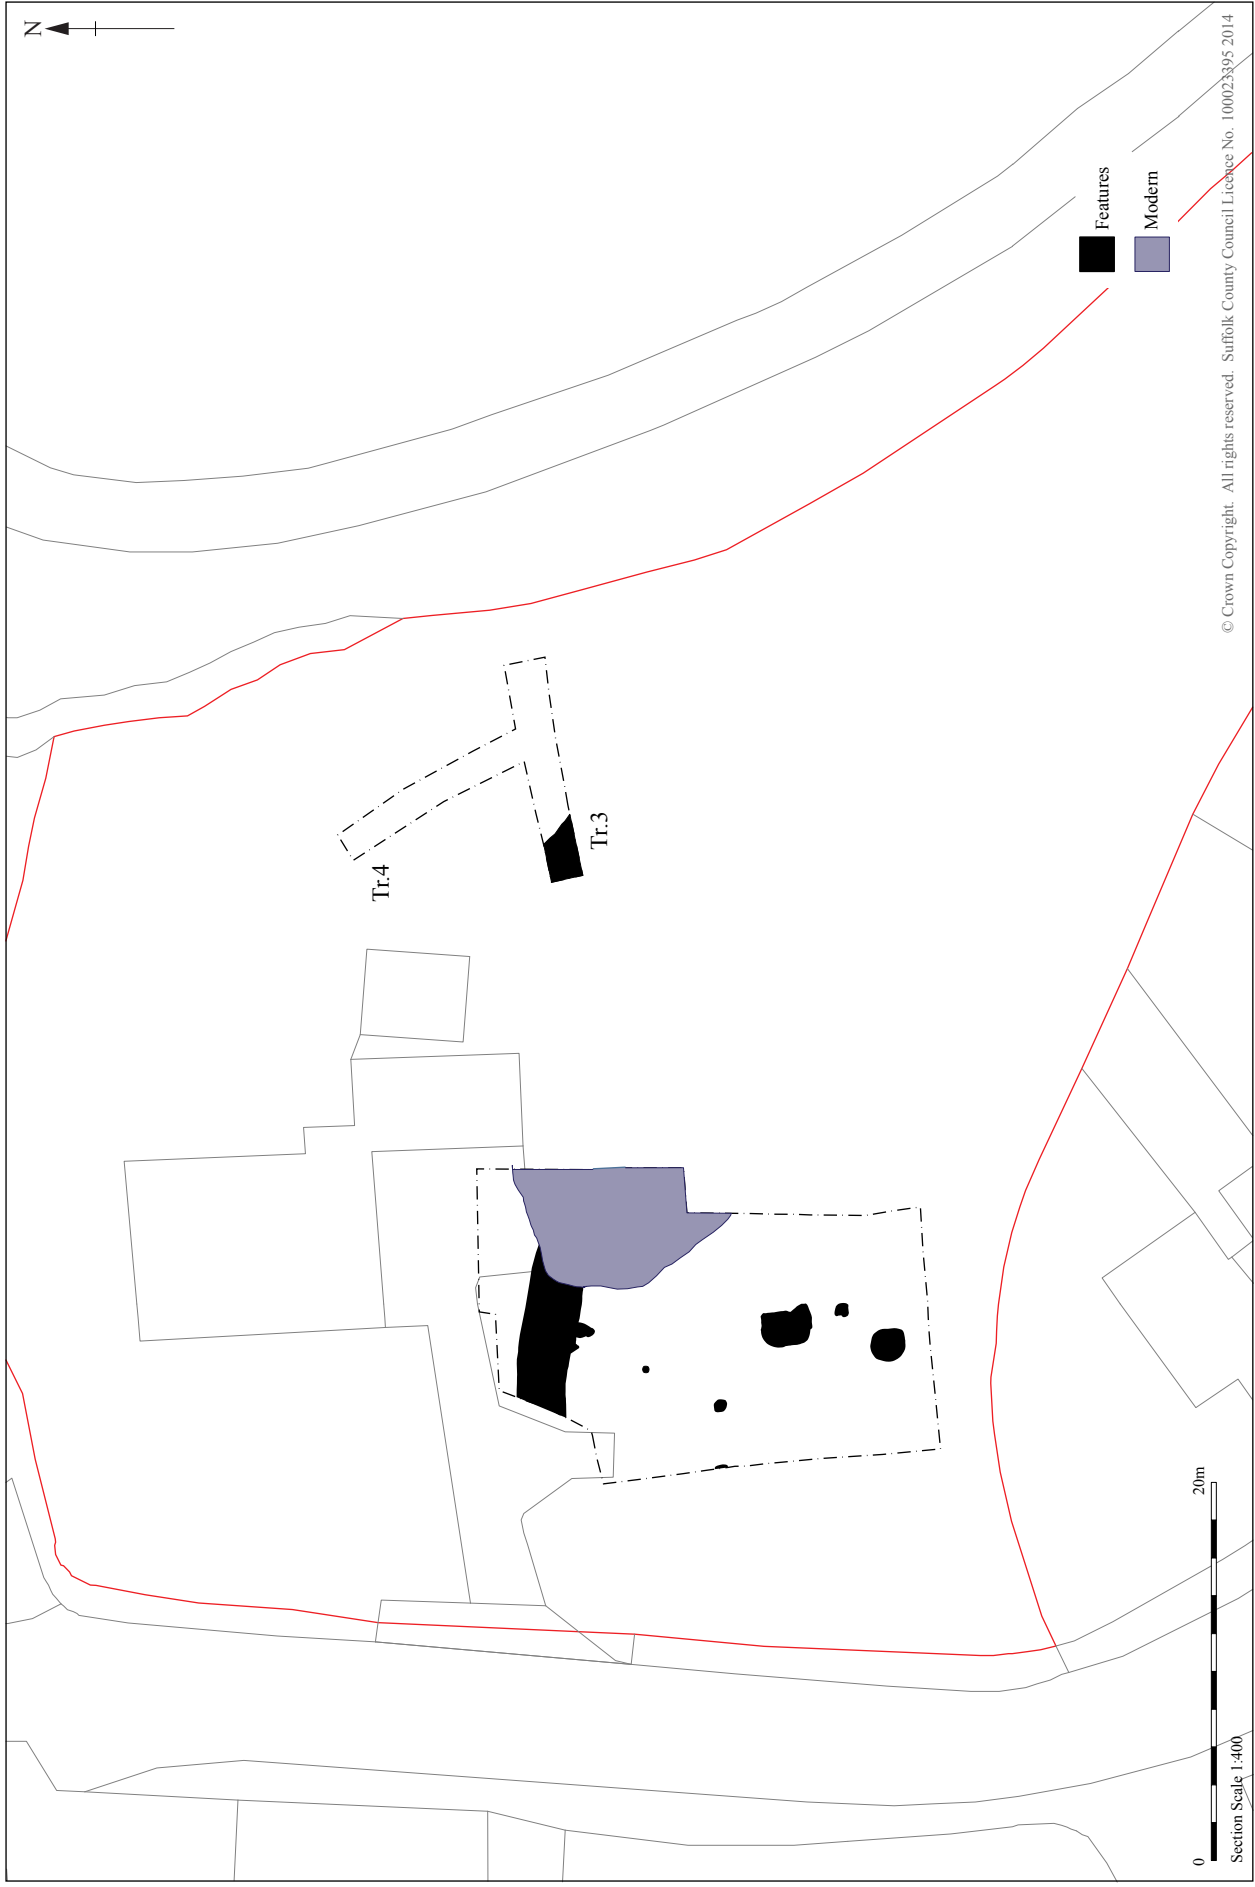 N
Tr.4
Tr.3
Features
Modern
0
20m
Section Scale 1:400
© Crown Copyright. All rights reserved. Suffolk County Council Licence No. 100023395 2014